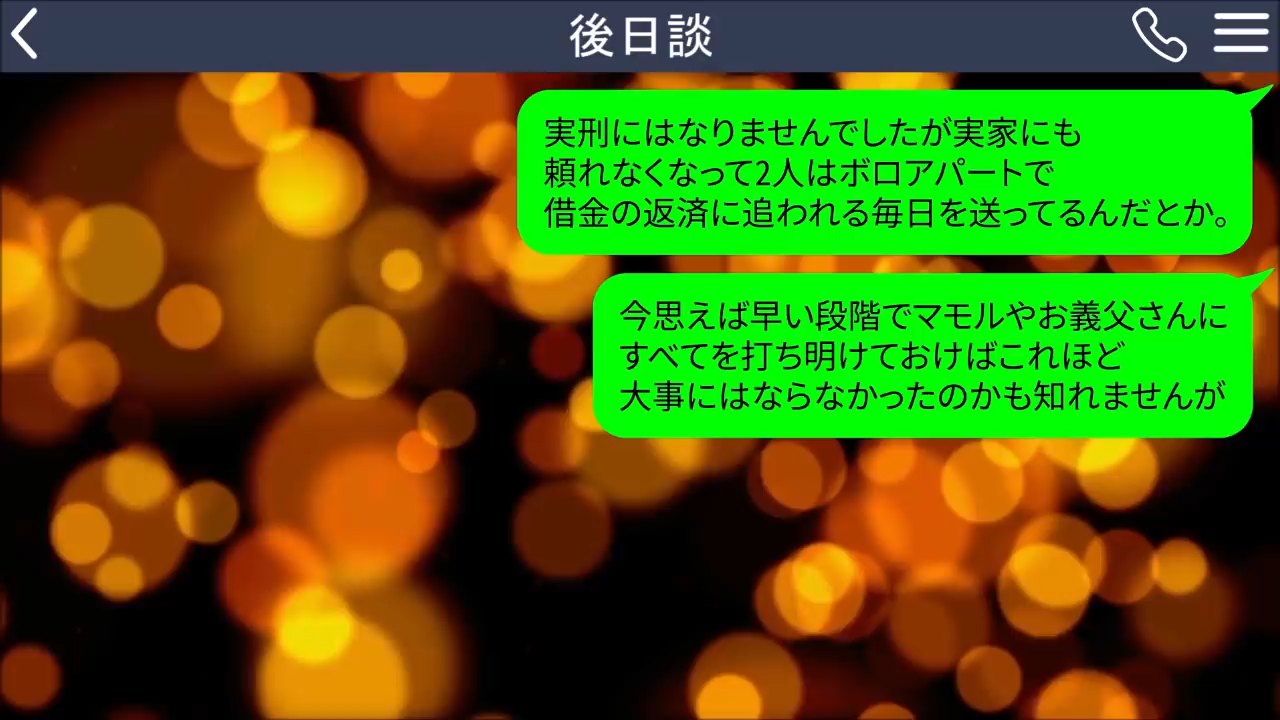 後日談
実刑にはなりませんでしたが実家にも
頼れなくなって2人はボロアパートで
借金の返済に追われる毎日を送ってるんだとか。
今思えば早い段階でマモルやお義父さんに
すべてを打ち明けておけばこれほど
大事にはならなかったのかも知れませんが